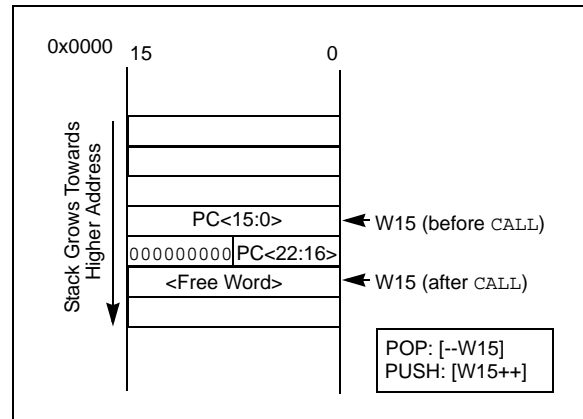 0x0000
15 0
Stack Grows Towards
Higher Address
PC<15:0>
W15 (before CALL)
000000000 PC<22:16>
<Free Word>
W15 (after CALL)
POP: [--W15]
PUSH: [W15++]